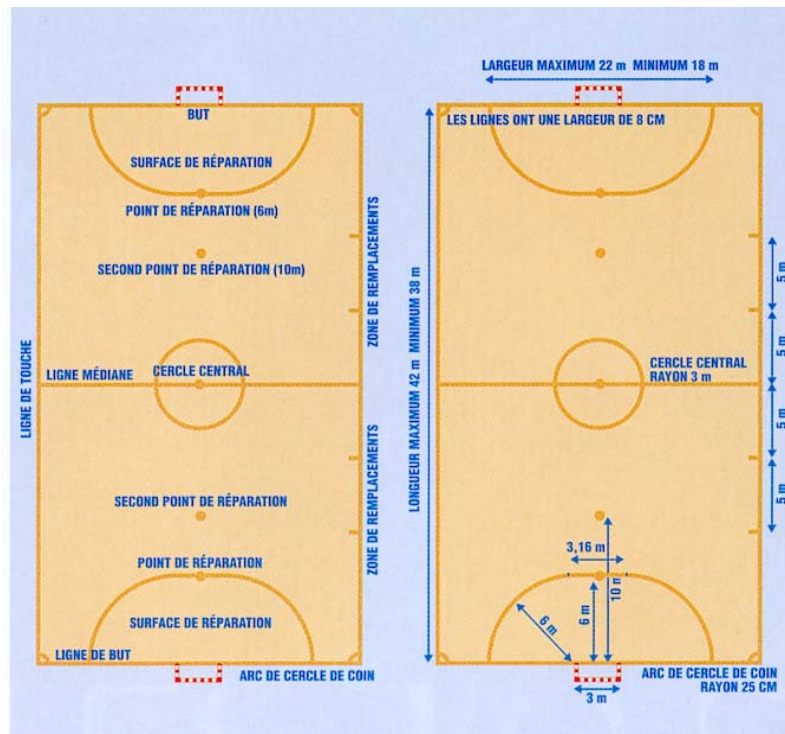 BUT
SURFACE DE RÉPARATION
POINT DE RÉPARATION (6m)
SECOND POINT DE RÉPARATION (10m)
ZONE DE REMPLACEMENTS
LIGNE DE TOUCHE
LIGNE MÉDIANE
CERCLE CENTRAL
ZONE DE REMPLACEMENTS
SECOND POINT DE RÉPARATION
POINT DE RÉPARATION
SURFACE DE RÉPARATION
LIGNE DE BUT
ARC DE CERCLE DE COIN
LARGEUR MAXIMUM 22 m MINIMUM 18 m
LES LIGNES ONT UNE LARGEUR DE 8 CM
LONGUEUR MAXIMUM 42 m MINIMUM 38 m
5 m
5 m
CERCLE CENTRAL
RAYON 3 m
5 m
5 m
3,16 m
10 m
6 m
6 m
3 m
ARC DE CERCLE DE COIN
RAYON 25 CM